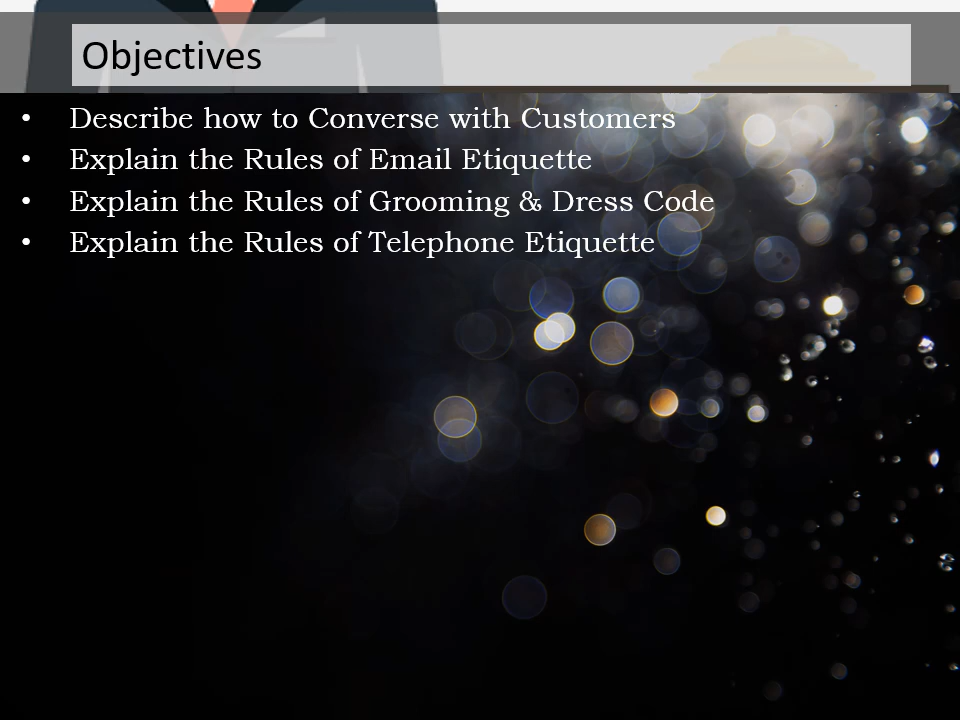 Objectives
• Describe how to Converse with Customers
• Explain the Rules of Email Etiquette
• Explain the Rules of Grooming & Dress Code
• Explain the Rules of Telephone Etiquette